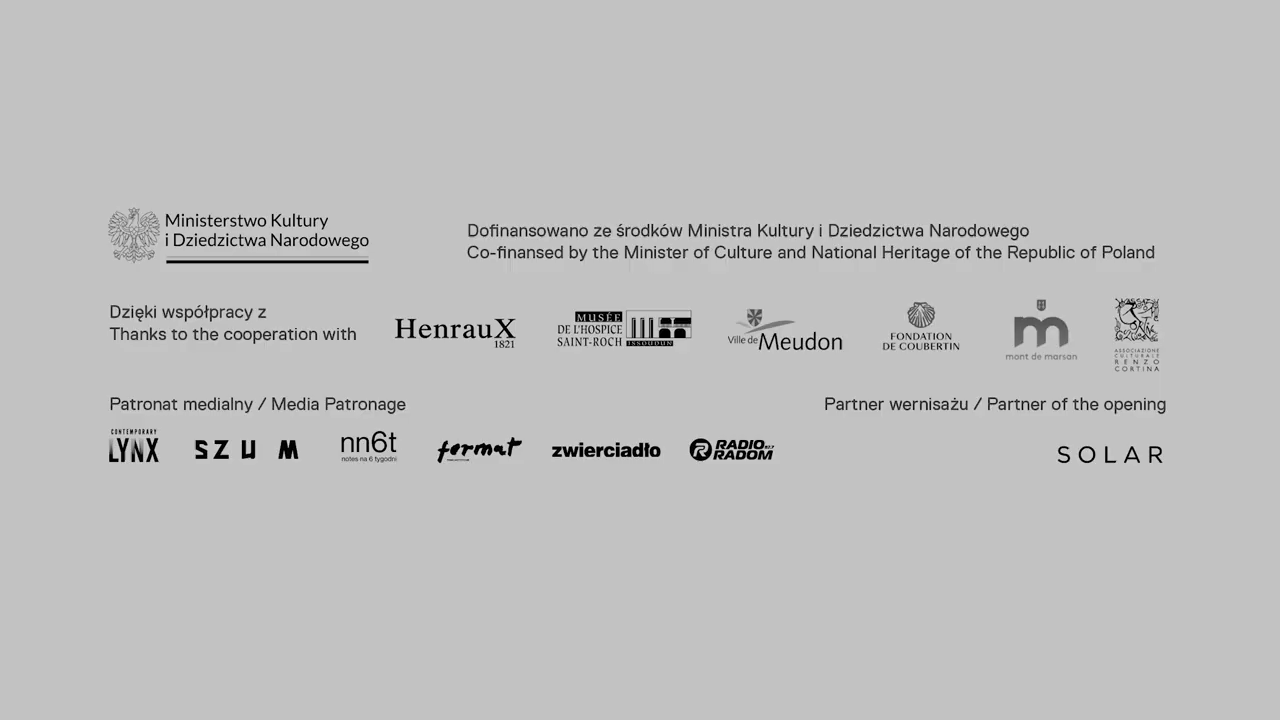 Ministerstwo Kultury
i Dziedzictwa Narodowego
Dofinansowano ze środków Ministra Kultury i Dziedzictwa Narodowego
Co-finansed by the Minister of Culture and National Heritage of the Republic of Poland
Dzięki współpracy z
Thanks to the cooperation with
HenrauX
1821
MUSÉE
DE L'HOSPICE
SAINT-ROCH
ISSOUDUN
Ville de Meudon
FONDATION
DE COUBERTIN
m
mont de marsan
ASSOCIAZIONE
CULTURALE
RENZO
CORTINA
Patronat medialny / Media Patronage
Partner wernisażu / Partner of the opening
CONTEMPORARY
LYNX
SZUM
nn6t
notes na 6 tygodni
format
zwierciadło
R
RADIO
RADOM
SOLAR